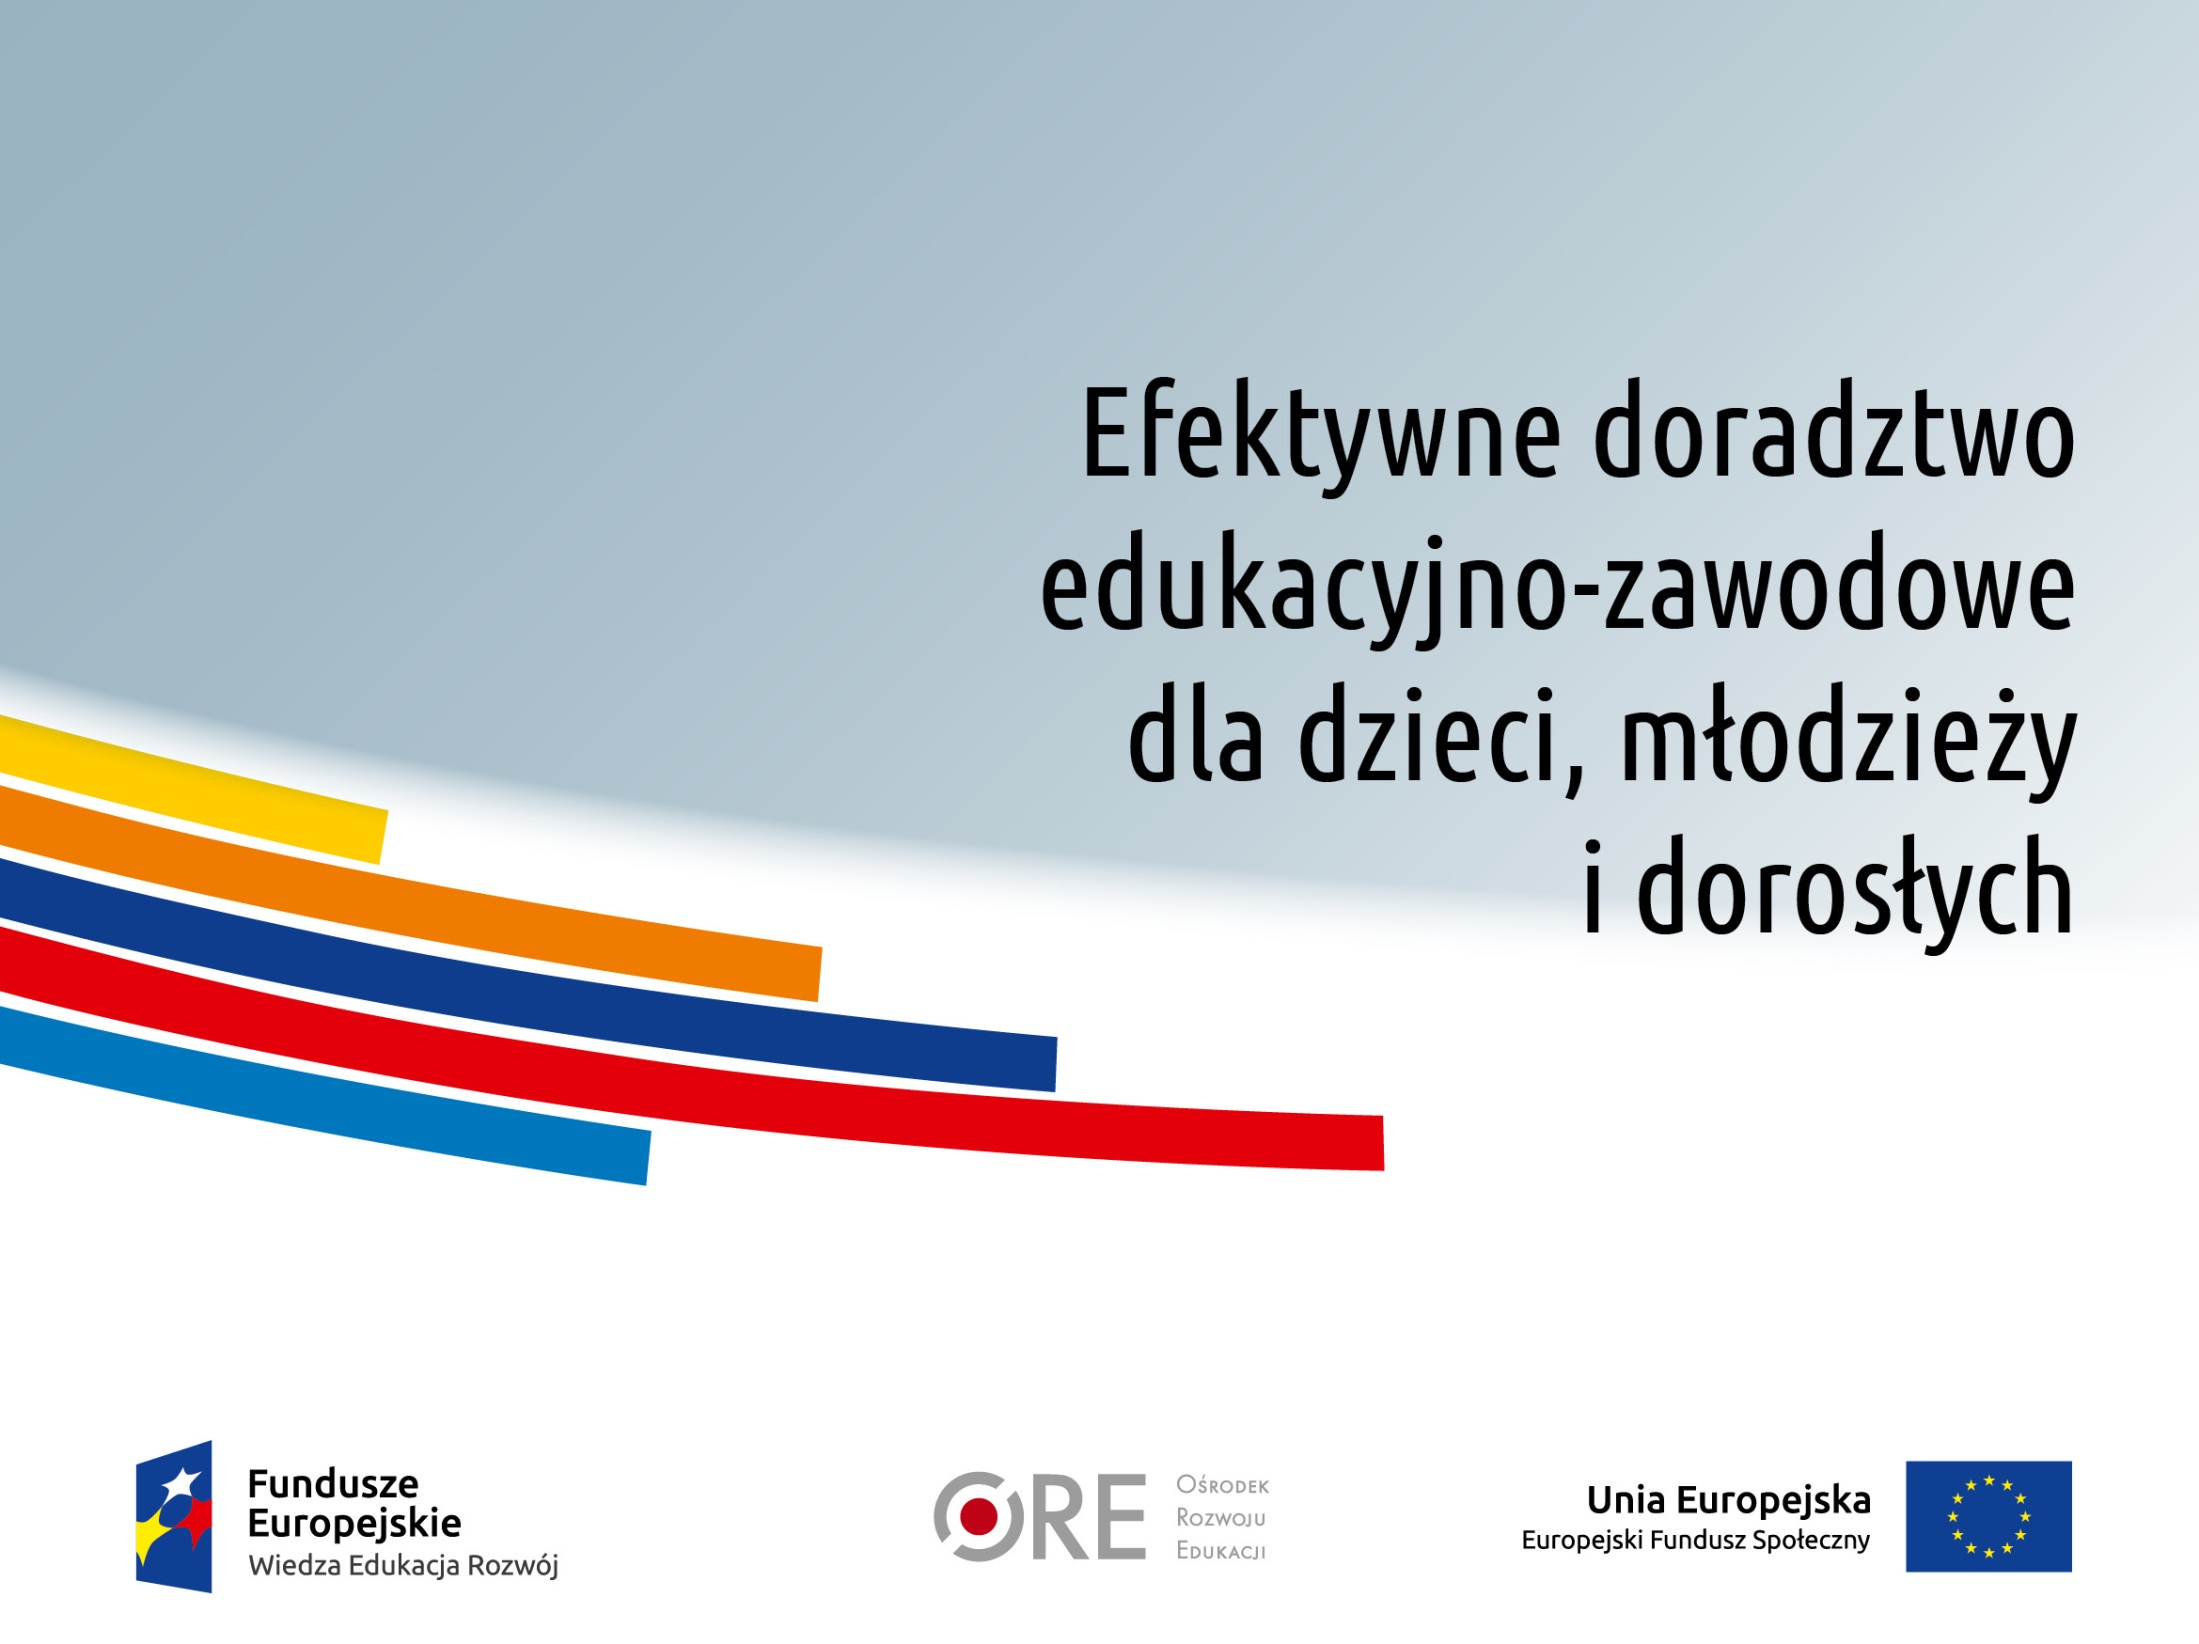 Efektywne doradztwo
edukacyjno-zawodowe
dla dzieci, młodzieży
i dorosłych
Fundusze
Europejskie
Wiedza Edukacja Rozwój
ORE
Ośrodek
Rozwoju
Edukacji
Unia Europejska
Europejski Fundusz Społeczny